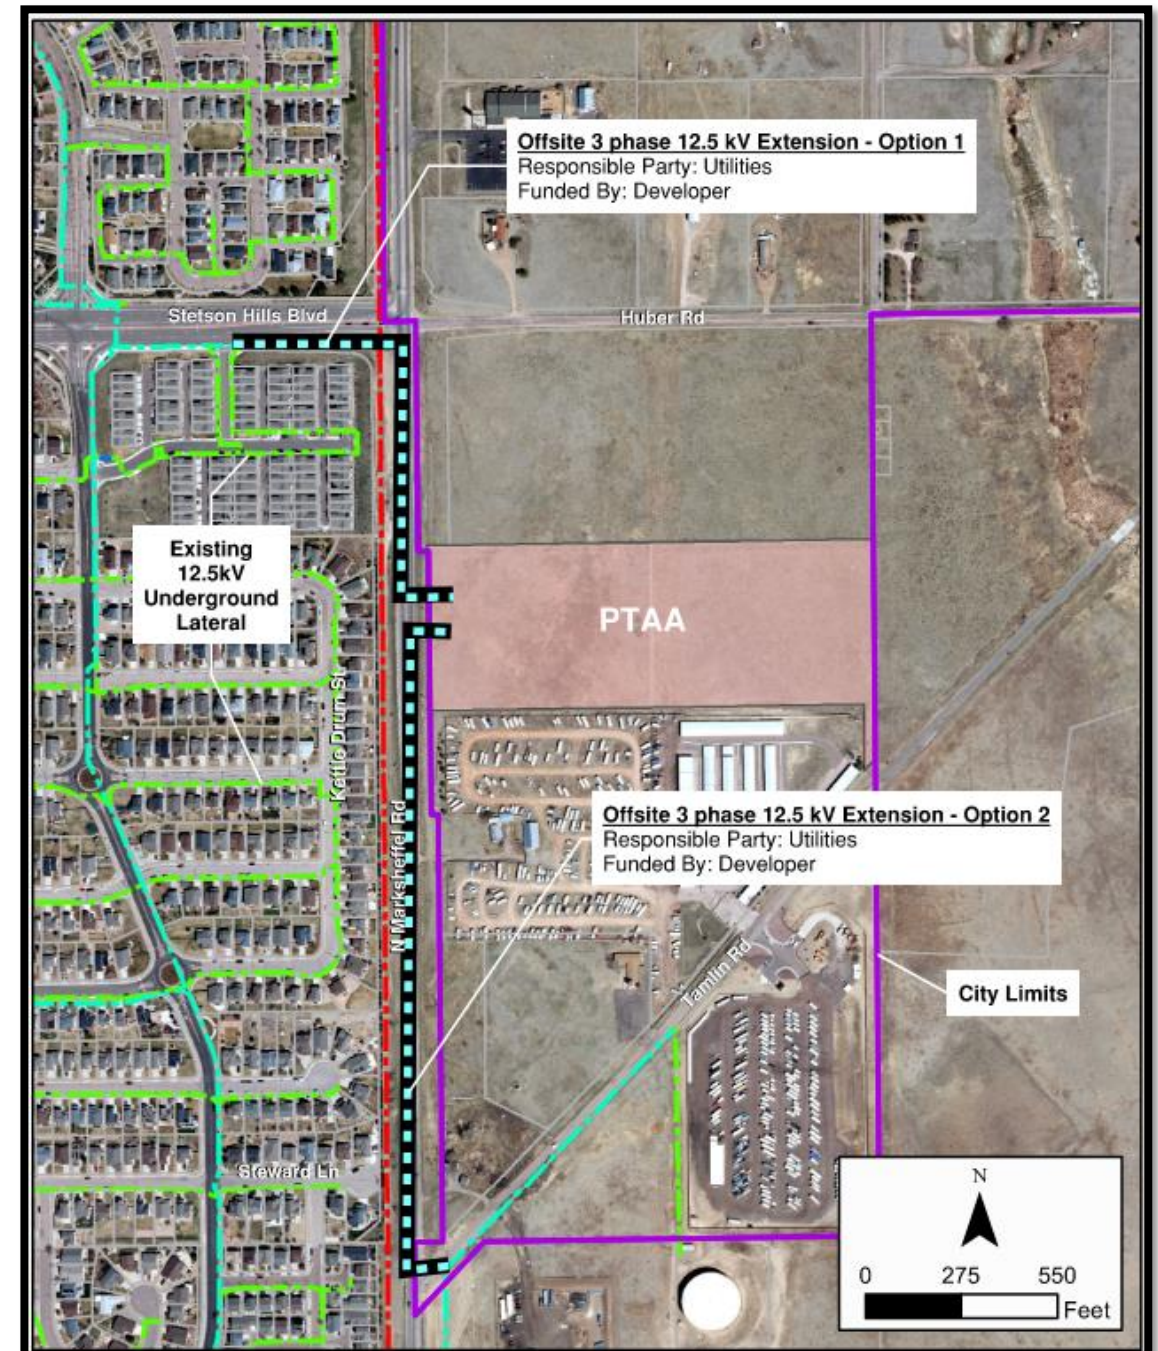 Offsite 3 phase 12.5 kV Extension - Option 1
Responsible Party: Utilities
Funded By: Developer
Stetson Hills Blvd
Huber Rd
Existing
12.5kV
Underground
Lateral
PTAA
Kettle Drum St
N Marksheffel Rd
Offsite 3 phase 12.5 kV Extension - Option 2
Responsible Party: Utilities
Funded By: Developer
Tamlin Rd
City Limits
Steward Ln
N
0 275 550
Feet